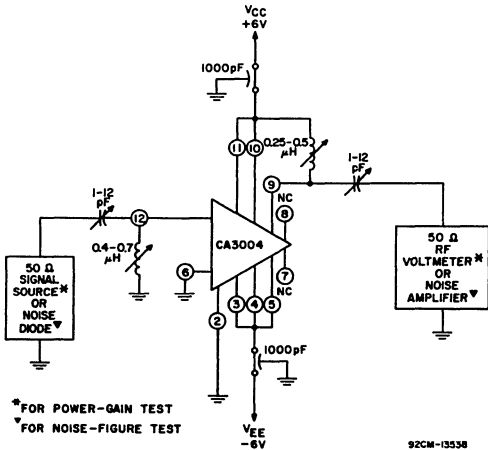 VCC
+6V
1000pF
0.25-0.5
μH
1-12
pF
11
10
9
NC
8
1-12
pF
12
CA3004
0.4-0.7
μH
6
7
NC
2
3
4
5
50 Ω
SIGNAL
SOURCE*
OR
NOISE
DIODE▼
50 Ω
RF
VOLTMETER*
OR
NOISE
AMPLIFIER▼
1000pF
*FOR POWER-GAIN TEST
▼FOR NOISE-FIGURE TEST
VEE
-6V
92CM-13538